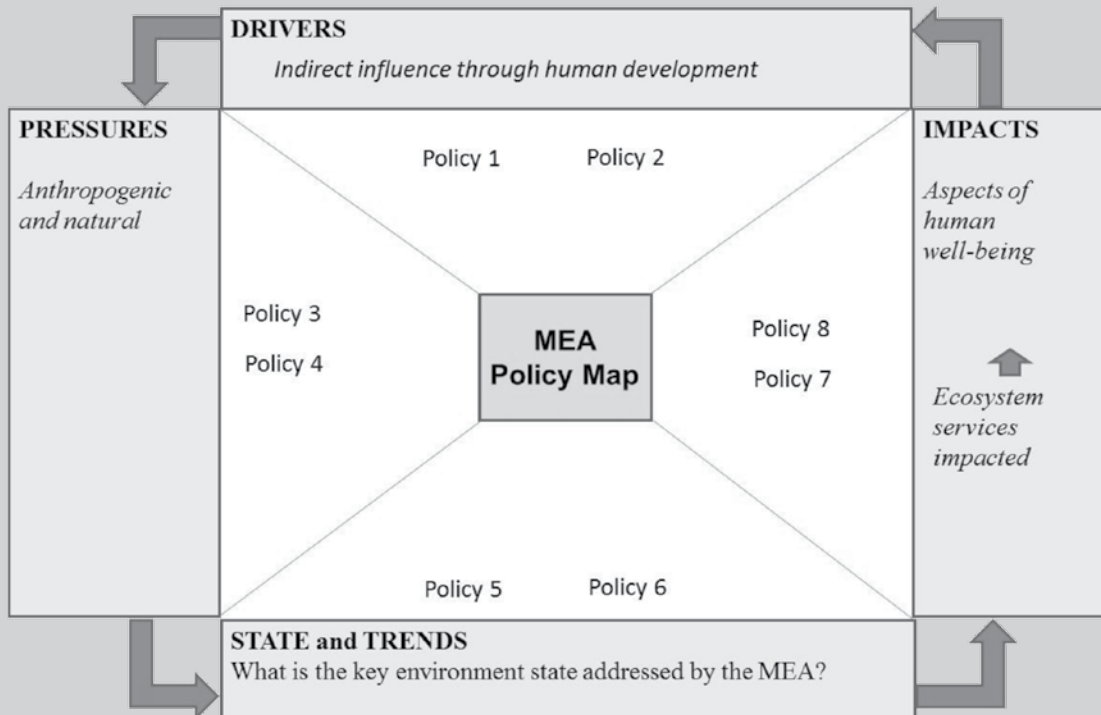 DRIVERS
Indirect influence through human development
PRESSURES
Anthropogenic
and natural
IMPACTS
Aspects of
human
well-being
Ecosystem
services
impacted
Policy 1 Policy 2
Policy 3
Policy 4
MEA
Policy Map
Policy 8
Policy 7
Policy 5 Policy 6
STATE and TRENDS
What is the key environment state addressed by the MEA?